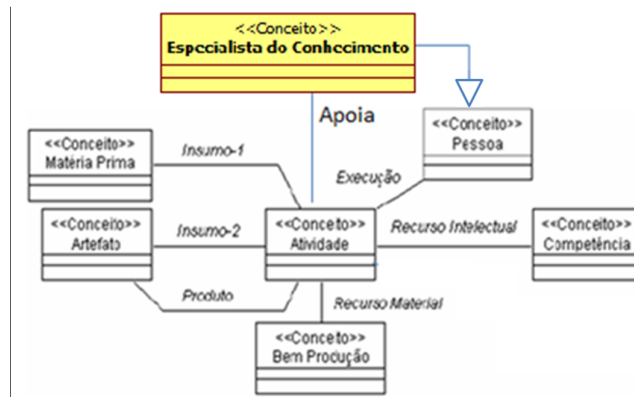 <<Conceito>>
Especialista do Conhecimento
Apoia
<<Conceito>>
Pessoa
<<Conceito>>
Matéria Prima
Insumo-1
Execução
<<Conceito>>
Artefato
Insumo-2
<<Conceto>>
Atividade
Recurso Intelectual
<<Conceito>>
Competência
Produto
Recurso Material
<<Conceito>>
Bem Produção